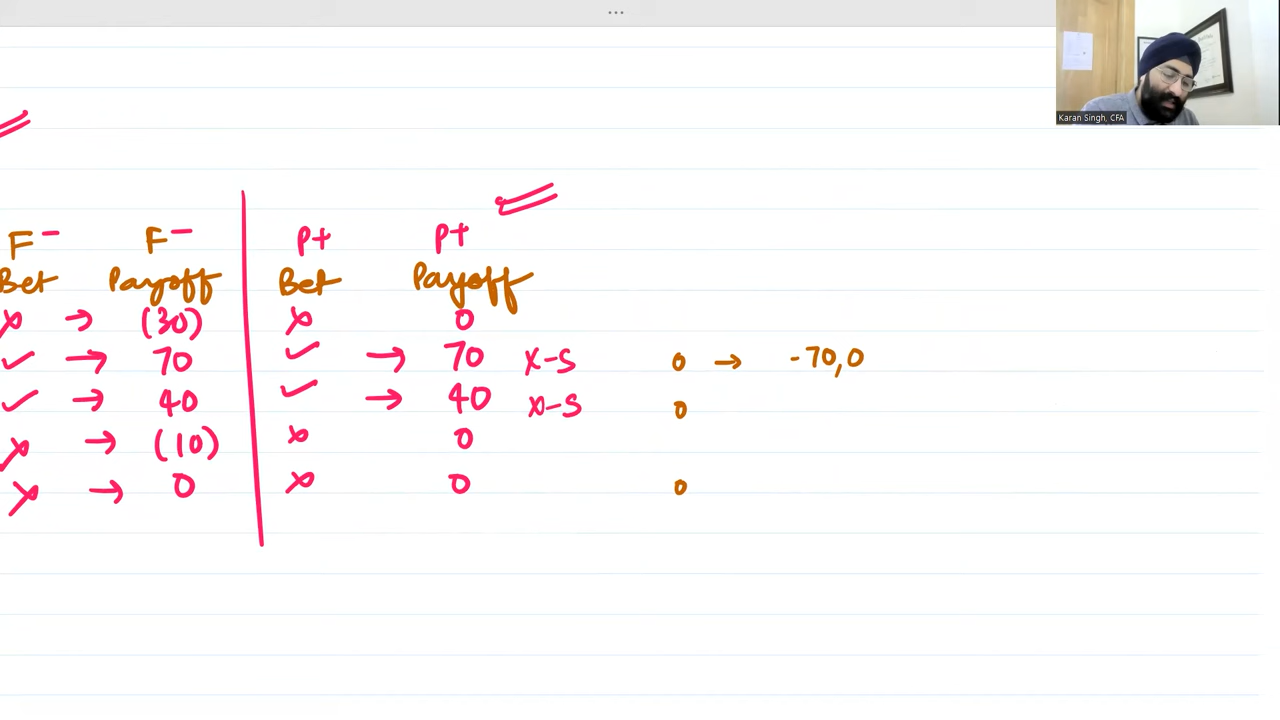 Karan Singh, CFA
F - F - P+ P+
Bet Payoff Bet Payoff
x → (30) x 0
✓ → 70 ✓ → 70 X-S 0 → -70,0
✓ → 40 ✓ → 40 X-S 0
x → (10) x 0
x → 0 x 0 0